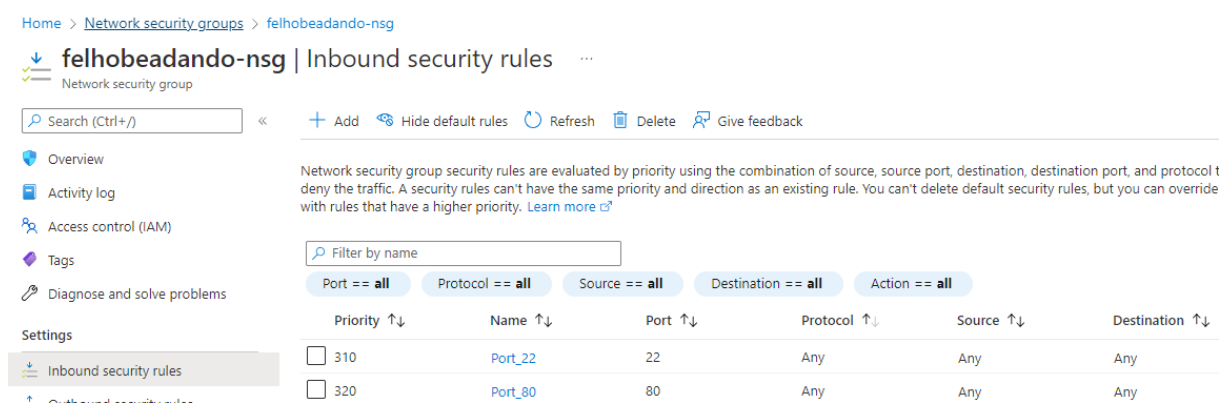 Home > Network security groups > felhobeadando-nsg
felhobeadando-nsg | Inbound security rules ...
Network security group
Search (Ctrl+/)
«
Add
Hide default rules
Refresh
Delete
Give feedback
Overview
Activity log
Access control (IAM)
Tags
Diagnose and solve problems
Settings
Inbound security rules
Outbound security rules
Network security group security rules are evaluated by priority using the combination of source, source port, destination, destination port, and protocol t
deny the traffic. A security rules can't have the same priority and direction as an existing rule. You can't delete default security rules, but you can override
with rules that have a higher priority. Learn more
Filter by name
Port == all
Protocol == all
Source == all
Destination == all
Action == all
Priority ↑↓ Name ↑↓ Port ↑↓ Protocol ↑↓ Source ↑↓ Destination ↑↓
310 Port_22 22 Any Any Any
320 Port_80 80 Any Any Any